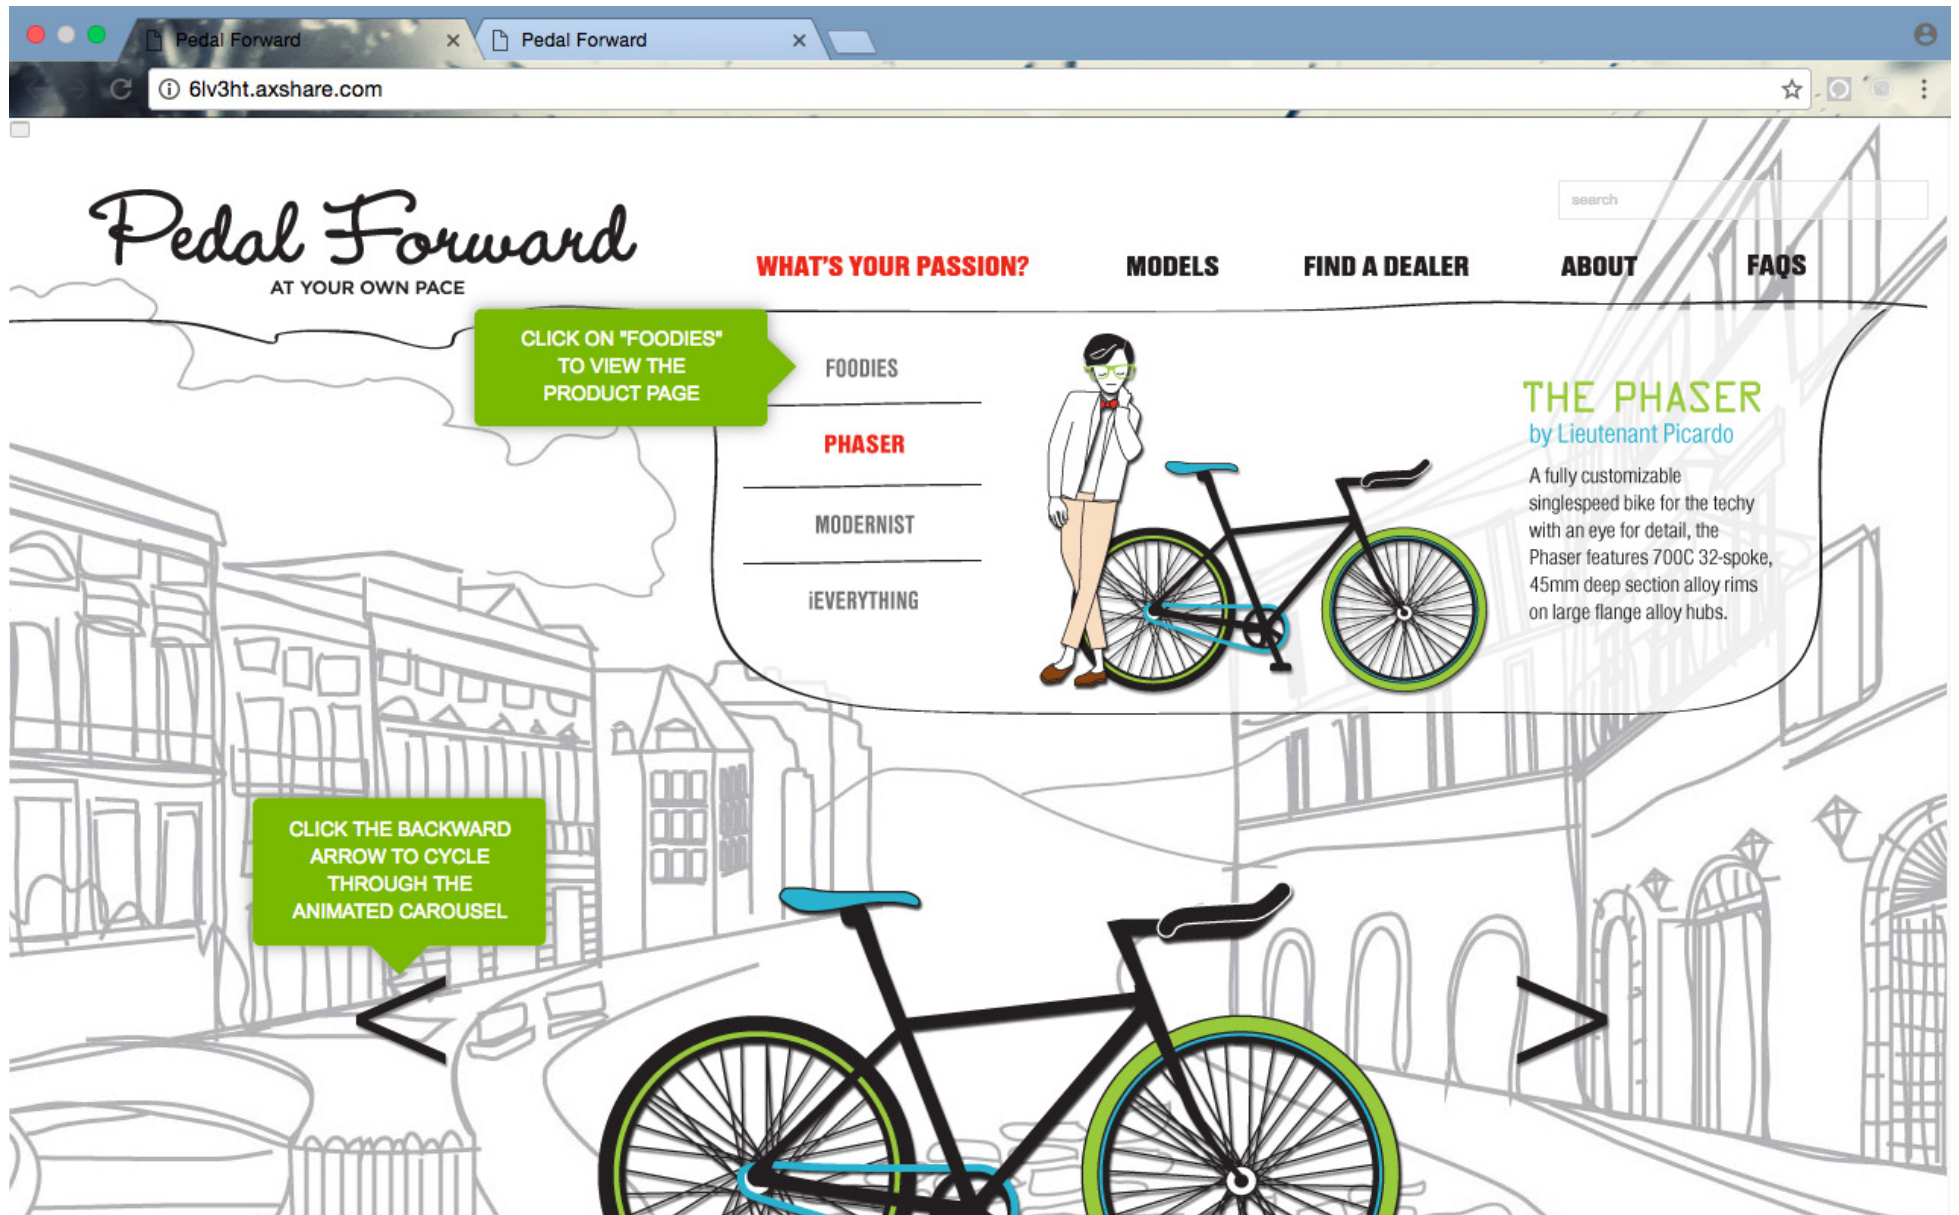 Pedal Forward
Pedal Forward
6lv3ht.axshare.com
search
Pedal Forward
AT YOUR OWN PACE
WHAT'S YOUR PASSION?
MODELS
FIND A DEALER
ABOUT
FAQS
CLICK ON "FOODIES"
TO VIEW THE
PRODUCT PAGE
FOODIES
PHASER
MODERNIST
iEVERYTHING
THE PHASER
by Lieutenant Picardo
A fully customizable
singlespeed bike for the techy
with an eye for detail, the
Phaser features 700C 32-spoke,
45mm deep section alloy rims
on large flange alloy hubs.
CLICK THE BACKWARD
ARROW TO CYCLE
THROUGH THE
ANIMATED CAROUSEL